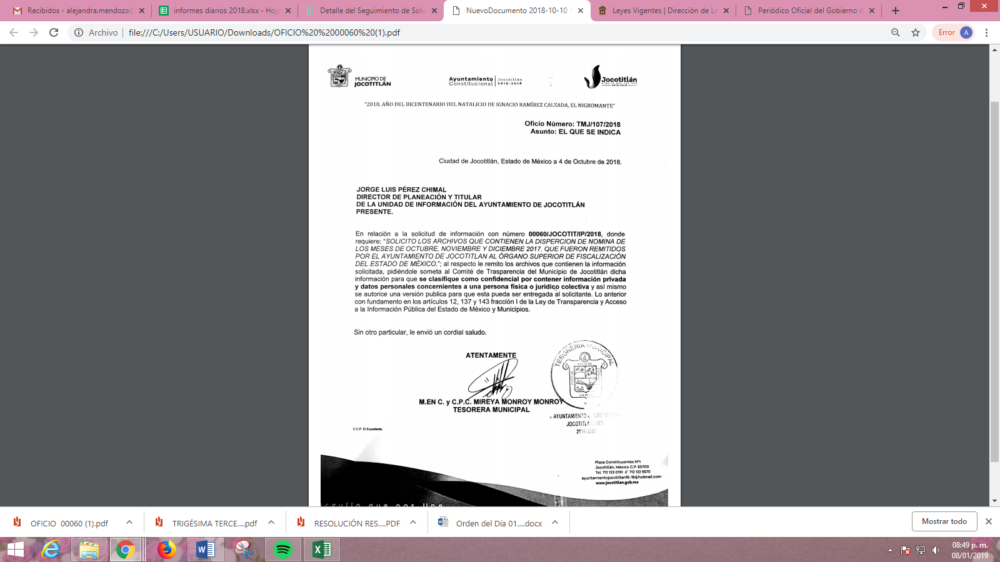 Recibidos - alejandra.mendoza
informes diarios 2018.xlsx - Hoj
Detalle del Seguimiento de Solic
NuevoDocumento 2018-10-10 1
Leyes Vigentes | Dirección de Le
Periódico Oficial del Gobierno d
Archivo
file:///C:/Users/USUARIO/Downloads/OFICIO%20%200060%20(1).pdf
Error
A
MUNICIPIO DE
JOCOTITLÁN
Ayuntamiento
Constitucional
Jocotitlán
2016-2018
Jocotitlán
2016-2018
"2018. AÑO DEL BICENTENARIO DEL NATALICIO DE IGNACIO RAMÍREZ CALZADA, EL NIGROMANTE"
Oficio Número: TMJ/107/2018
Asunto: EL QUE SE INDICA
Ciudad de Jocotitlán, Estado de México a 4 de Octubre de 2018.
JORGE LUIS PÉREZ CHIMAL
DIRECTOR DE PLANEACIÓN Y TITULAR
DE LA UNIDAD DE INFORMACIÓN DEL AYUNTAMIENTO DE JOCOTITLÁN
PRESENTE.
En relación a la solicitud de información con número 00060/JOCOTIT/IP/2018, donde
requiere: "SOLICITO LOS ARCHIVOS QUE CONTIENEN LA DISPERCION DE NOMINA DE
LOS MESES DE OCTUBRE, NOVIEMBRE Y DICIEMBRE 2017. QUE FUERON REMITIDOS
POR EL AYUNTAMIENTO DE JOCOTITLAN AL ÓRGANO SUPERIOR DE FISCALIZACIÓN
DEL ESTADO DE MÉXICO."; al respecto le remito los archivos que contienen la información
solicitada, pidiéndole someta al Comité de Trasparencia del Municipio de Jocotitlán dicha
información para que se clasifique como confidencial por contener información privada
y datos personales concernientes a una persona física o jurídico colectiva y así mismo
se autorice una versión publica para que esta pueda ser entregada al solicitante. Lo anterior
con fundamento en los artículos 12, 137 y 143 fracción I de la Ley de Transparencia y Acceso
a la Información Pública del Estado de México y Municipios.
Sin otro particular, le envió un cordial saludo.
ATENTAMENTE
M.EN C. y C.P.C. MIREYA MONROY MONROY
TESORERA MUNICIPAL
TESORERIA MUNICIPAL
CULTURA
AYUNTAMIENTO
JOCOTITLÁN
2016-2018
C.C.P. El Expediente.
Plaza Constituyentes Nº1
Jocotitlán, México C.P. 50700
Tel. 712 123 0191 // 712 122 9570
ayuntamientojocotitlan16-18@hotmail.com
www.jocotitlan.gob.mx
rgullo que nos une
OFICIO 00060 (1).pdf
TRIGÉSIMA TERCE....pdf
RESOLUCIÓN RES....PDF
Orden del Día 01....docx
Mostrar todo
08:49 p. m.
08/01/2019